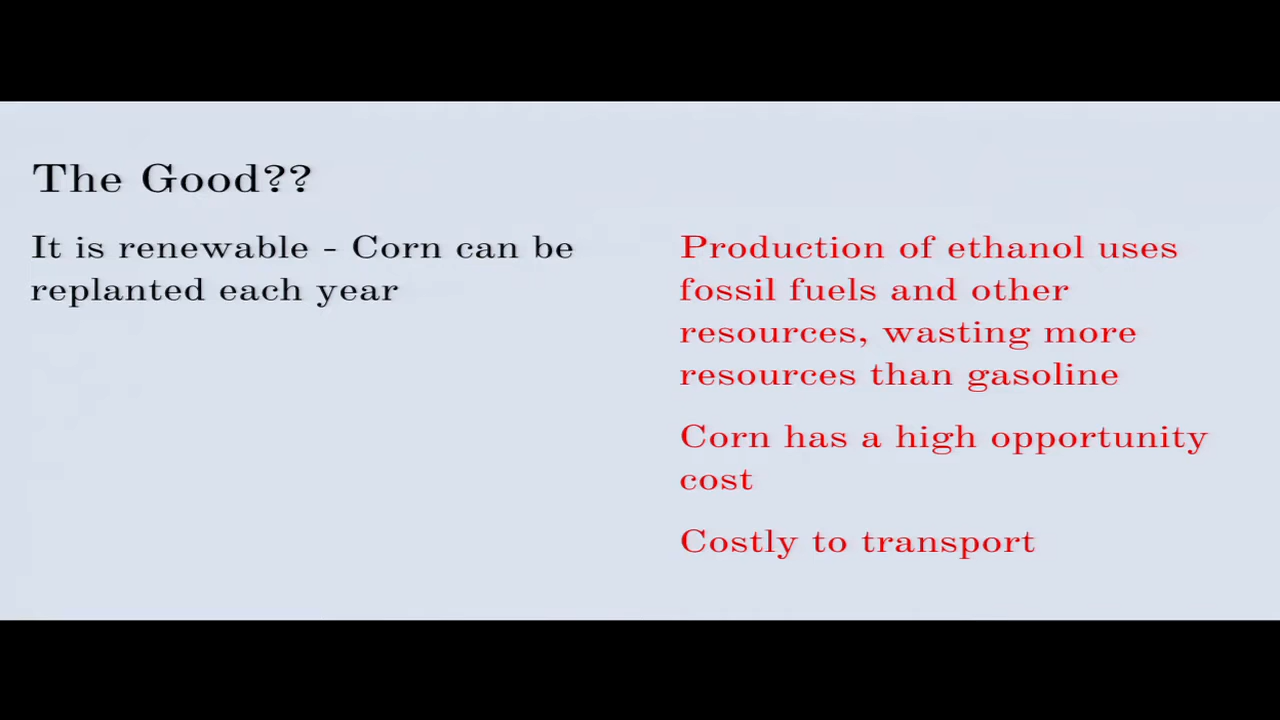 The Good??
It is renewable - Corn can be
replanted each year
Production of ethanol uses
fossil fuels and other
resources, wasting more
resources than gasoline
Corn has a high opportunity
cost
Costly to transport